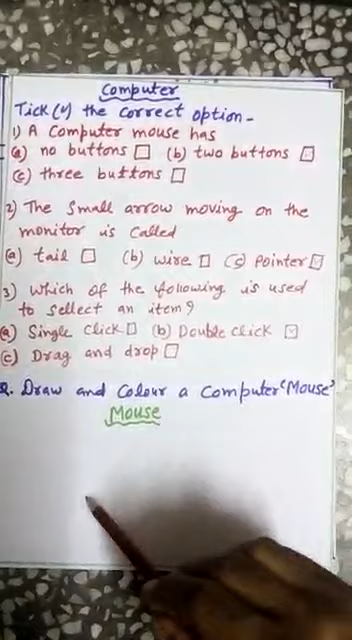 Computer
Tick (✓) the correct option-
1) A Computer mouse has
(a) no buttons □ (b) two buttons ☑
(c) three buttons □
2) The Small arrow moving on the
monitor is called
(a) tail □ (b) wire □ (c) Pointer ☑
3) Which of the following is used
to sellect an item?
(a) Single click □ (b) Double click ☑
(c) Drag and drop □
Q. Draw and Colour a Computer 'Mouse'
Mouse